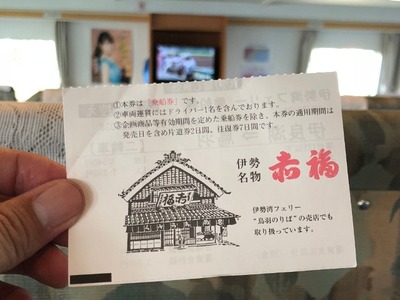 ①本券は「乗船券」です。
②車両運賃にはドライバー1名を含んでおります。
③企画商品等有効期間を定めた乗船券を除き、本券の通用期間は
発売日を含め片道券2日間、往復券7日間です。
伊勢
名物
赤福
伊勢湾フェリー
“鳥羽のりば”の売店でも
取り扱っています。